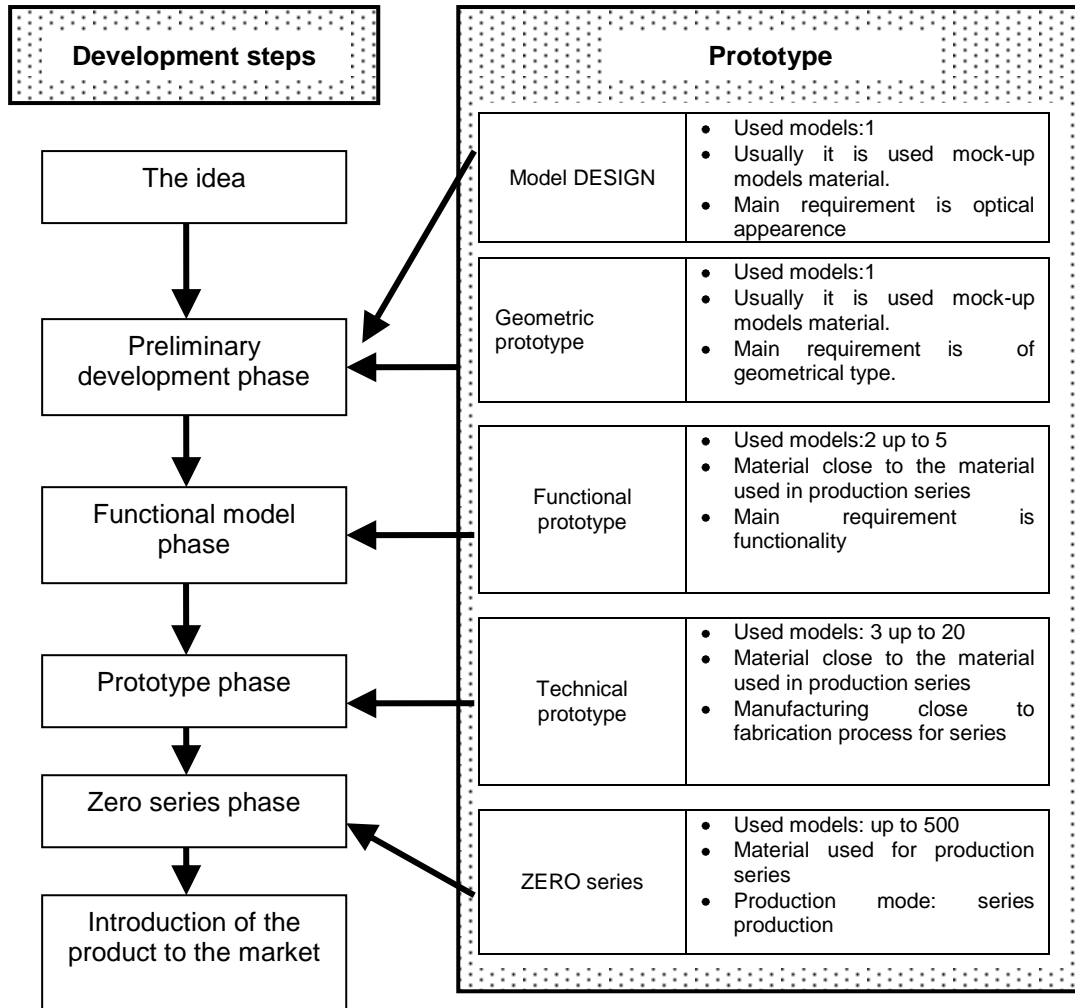 Development steps
The idea
Preliminary
development phase
Functional model
phase
Prototype phase
Zero series phase
Introduction of the
product to the market
Prototype
Model DESIGN
• Used models:1
• Usually it is used mock-up
models material.
• Main requirement is optical
appearence
Geometric
prototype
• Used models:1
• Usually it is used mock-up
models material.
• Main requirement is of
geometrical type.
Functional
prototype
• Used models:2 up to 5
• Material close to the material
used in production series
• Main requirement is
functionality
Technical
prototype
• Used models: 3 up to 20
• Material close to the material
used in production series
• Manufacturing close to
fabrication process for series
ZERO series
• Used models: up to 500
• Material used for production
series
• Production mode: series
production